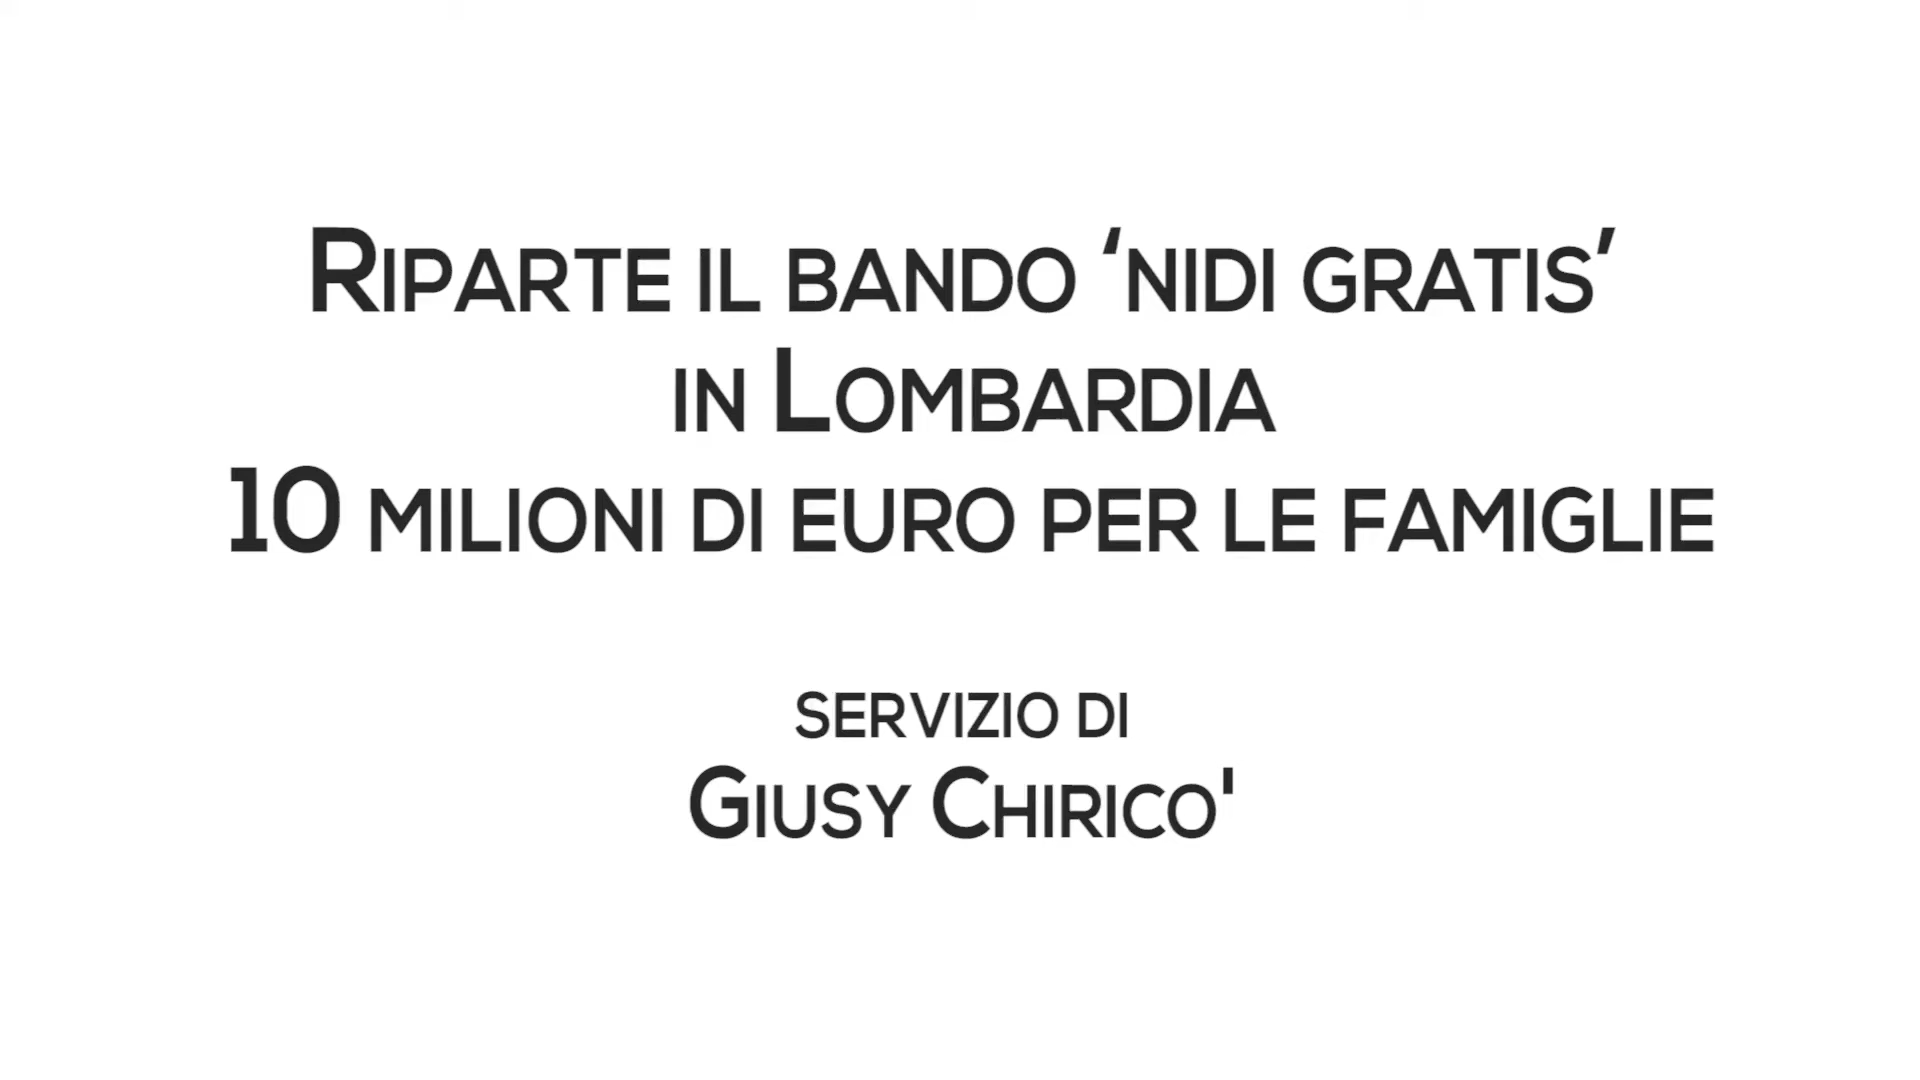 Riparte il bando ‘nidi gratis’
in Lombardia
10 milioni di euro per le famiglie
servizio di
Giusy Chirico'